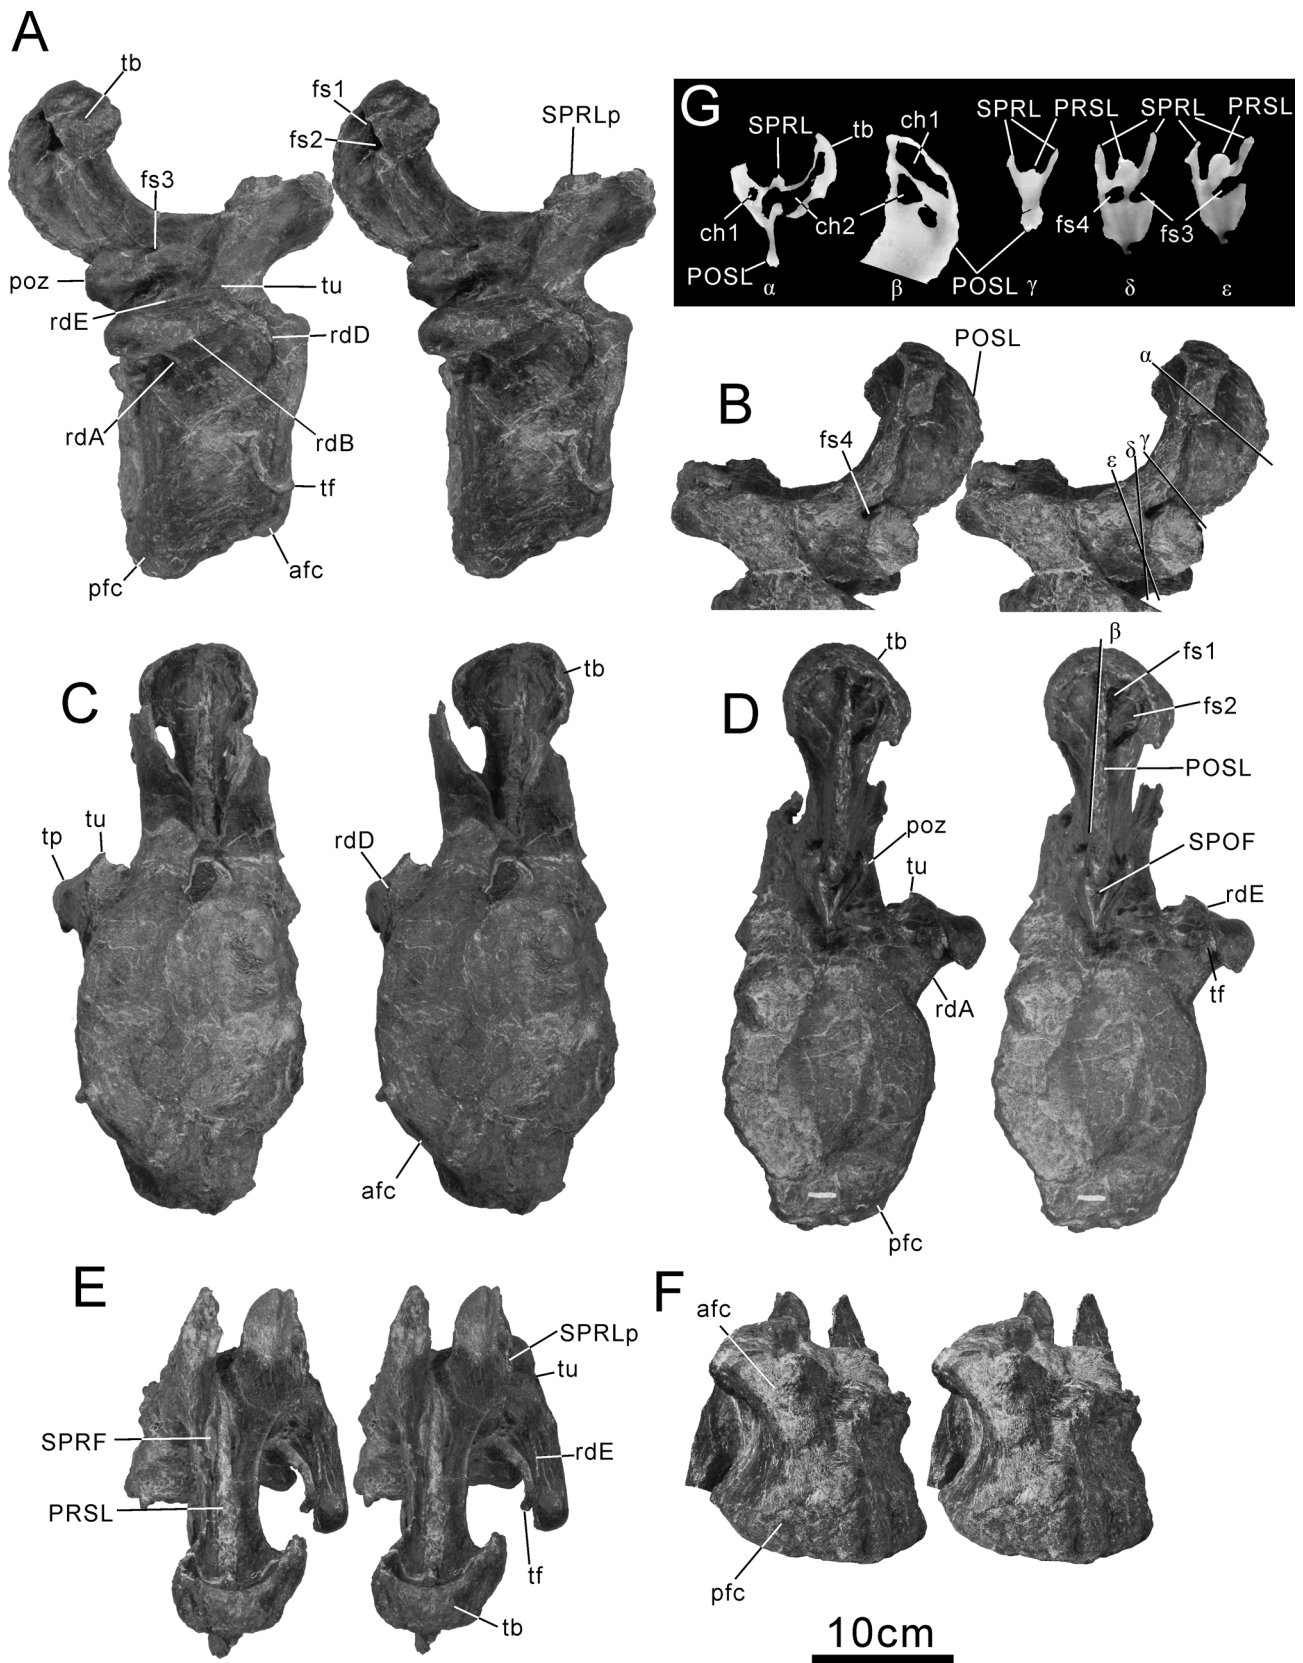 A
tb
fs1
fs2
SPRLp
fs3
poz
tu
rdE
rdD
rdA
rdB
tf
afc
pfc
G
SPRL
tb
ch1
SPRL
PRSL
SPRL
PRSL
ch1
ch2
fs4
fs3
POSL
POSL
α
β
γ
δ
ε
B
POSL
α
fs4
ε
δ
γ
C
tb
tp
tu
rdD
afc
D
tb
β
fs1
fs2
POSL
poz
SPOF
tu
rdE
tf
rdA
pfc
E
SPRLp
tu
SPRF
rdE
PRSL
tf
tb
F
afc
pfc
10cm